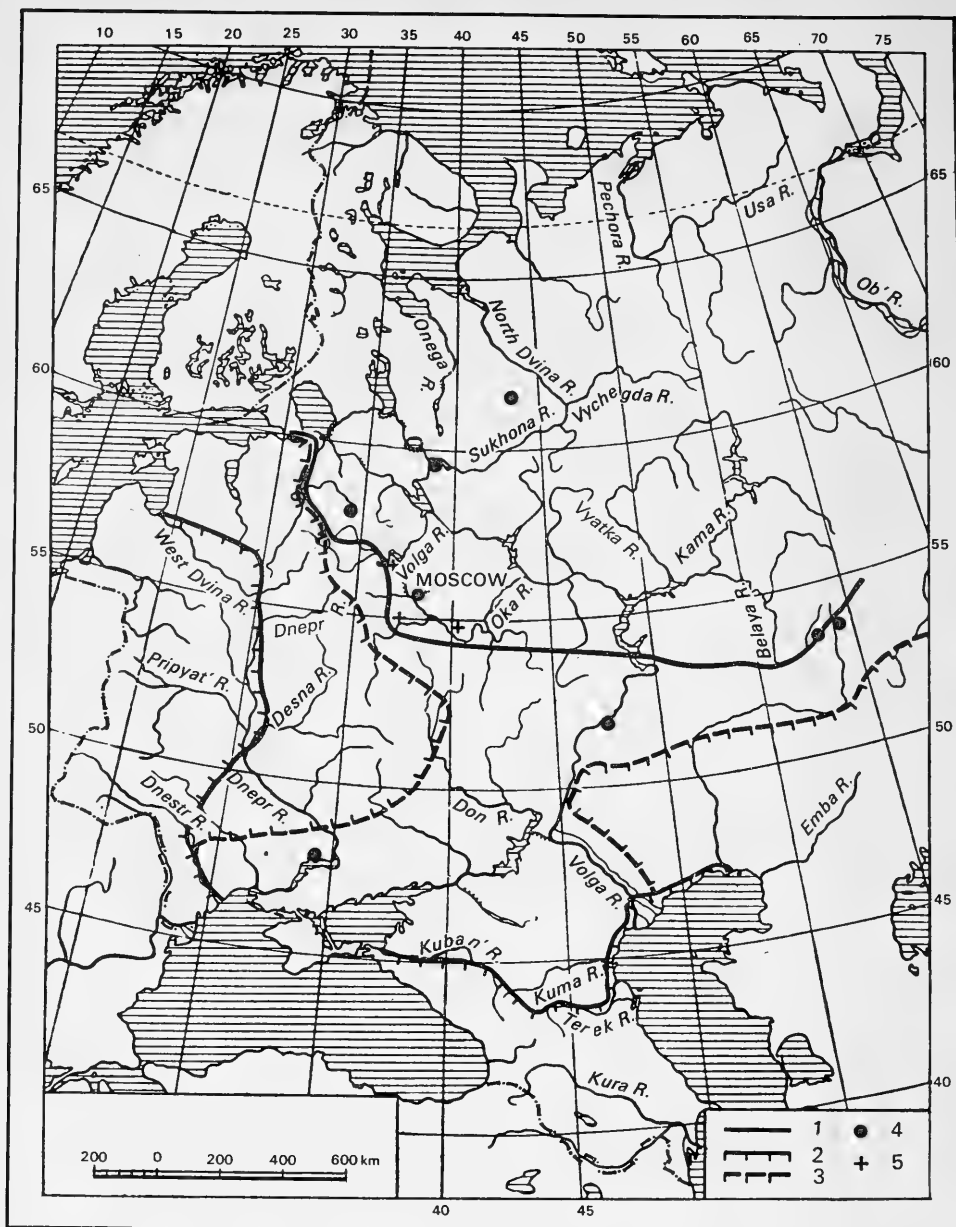 10 15 20 25 30 35 40 45 50 55 60 65 70 75
65
65
60
60
55
55
50
50
45
45
40
40
45
Pechora R.
Usa R.
Ob' R.
Onega R.
North Dvina R.
Vychegda R.
Sukhona R.
Volga R.
Vyatka R.
Kama R.
MOSCOW
Oka R.
Belaya R.
West Dvina R.
Dnepr R.
Pripyat' R.
Desna R.
Dnestr R.
Dnepr R.
Don R.
Emba R.
Volga R.
Kuban' R.
Kuma R.
Terek R.
Kura R.
200 0 200 400 600 km
1 4
2 5
3